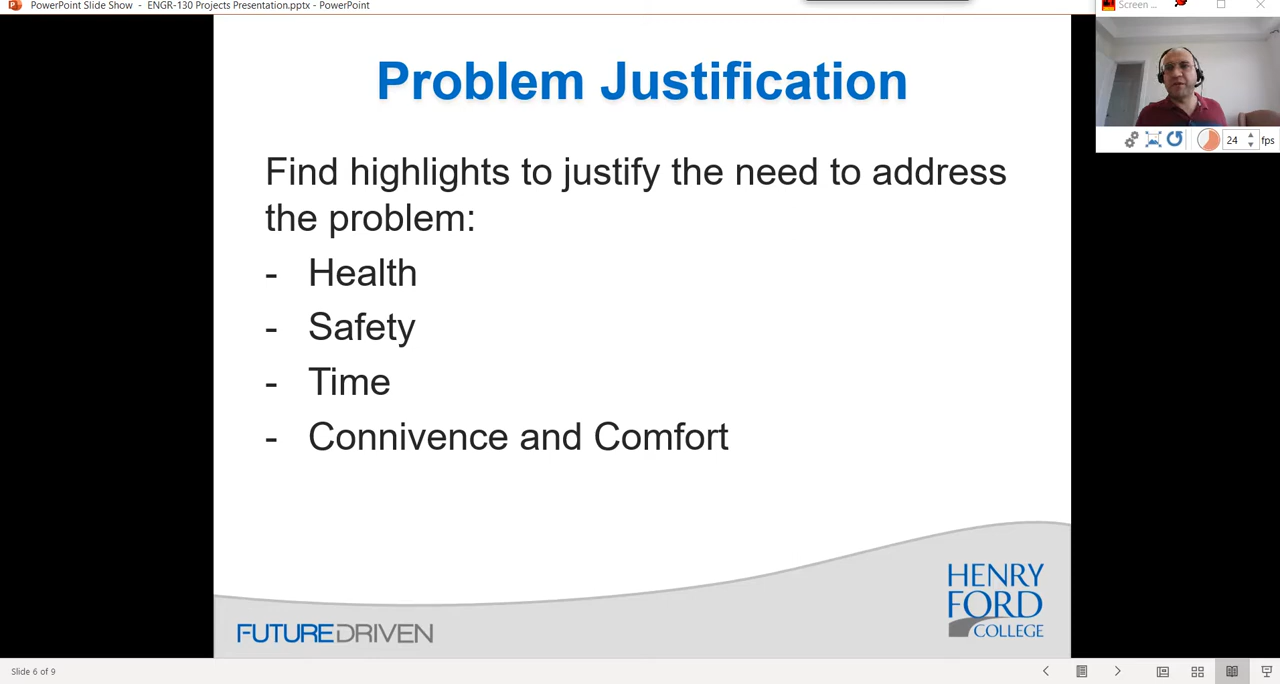 PowerPoint Slide Show - ENGR-130 Projects Presentation.pptx - PowerPoint
Screen ...
Problem Justification
24
fps
Find highlights to justify the need to address
the problem:
- Health
- Safety
- Time
- Connivence and Comfort
HENRY
FORD
COLLEGE
FUTUREDRIVEN
Slide 6 of 9